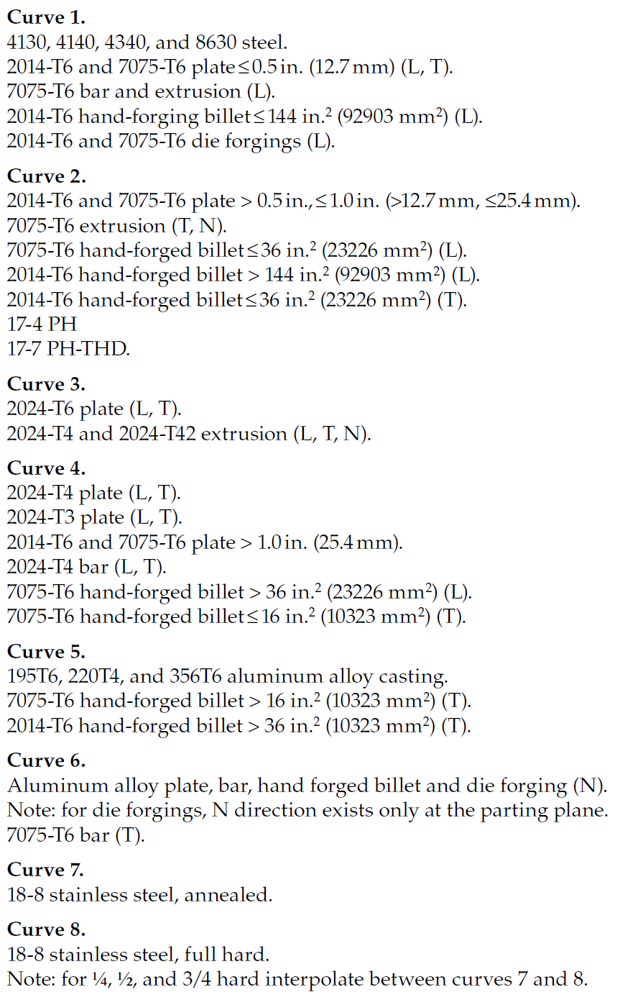 Curve 1.
4130, 4140, 4340, and 8630 steel.
2014-T6 and 7075-T6 plate ≤ 0.5 in. (12.7 mm) (L, T).
7075-T6 bar and extrusion (L).
2014-T6 hand-forging billet ≤ 144 in.² (92903 mm²) (L).
2014-T6 and 7075-T6 die forgings (L).
Curve 2.
2014-T6 and 7075-T6 plate > 0.5 in., ≤ 1.0 in. (>12.7 mm, ≤25.4 mm).
7075-T6 extrusion (T, N).
7075-T6 hand-forged billet ≤ 36 in.² (23226 mm²) (L).
2014-T6 hand-forged billet > 144 in.² (92903 mm²) (L).
2014-T6 hand-forged billet ≤ 36 in.² (23226 mm²) (T).
17-4 PH
17-7 PH-THD.
Curve 3.
2024-T6 plate (L, T).
2024-T4 and 2024-T42 extrusion (L, T, N).
Curve 4.
2024-T4 plate (L, T).
2024-T3 plate (L, T).
2014-T6 and 7075-T6 plate > 1.0 in. (25.4 mm).
2024-T4 bar (L, T).
7075-T6 hand-forged billet > 36 in.² (23226 mm²) (L).
7075-T6 hand-forged billet ≤ 16 in.² (10323 mm²) (T).
Curve 5.
195T6, 220T4, and 356T6 aluminum alloy casting.
7075-T6 hand-forged billet > 16 in.² (10323 mm²) (T).
2014-T6 hand-forged billet > 36 in.² (10323 mm²) (T).
Curve 6.
Aluminum alloy plate, bar, hand forged billet and die forging (N).
Note: for die forgings, N direction exists only at the parting plane.
7075-T6 bar (T).
Curve 7.
18-8 stainless steel, annealed.
Curve 8.
18-8 stainless steel, full hard.
Note: for ¼, ½, and 3/4 hard interpolate between curves 7 and 8.